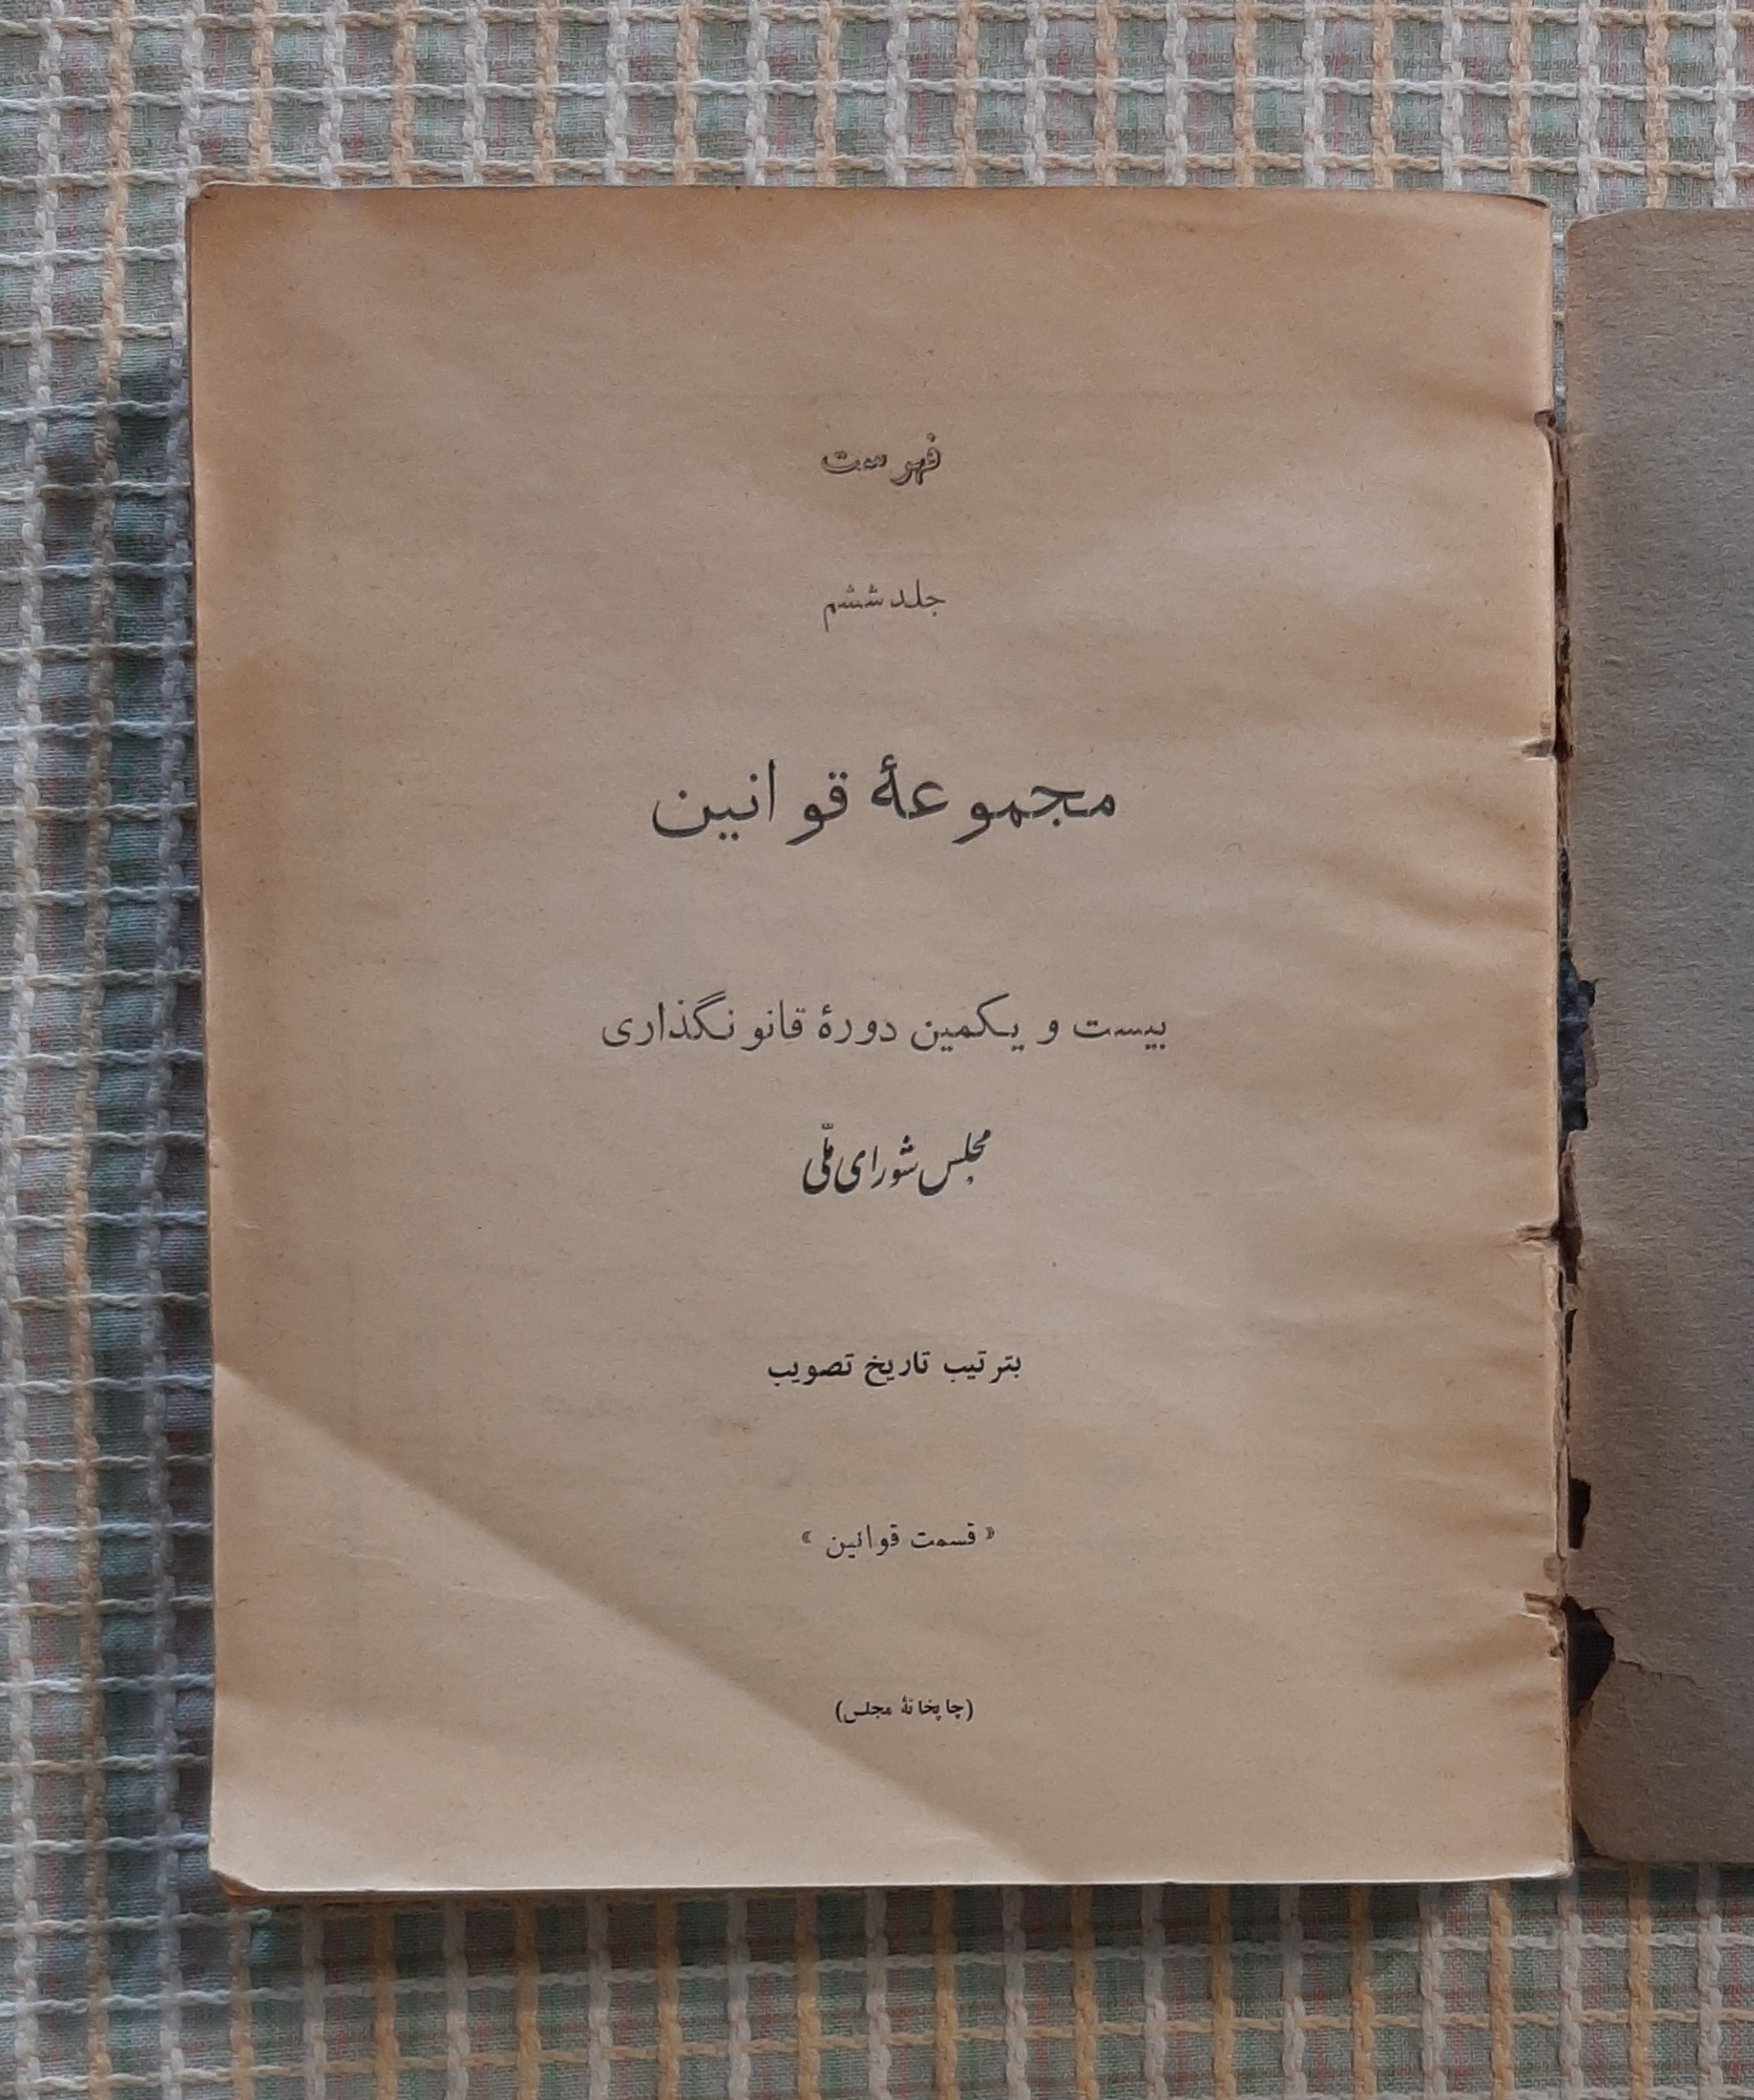 فهرست
جلد ششم
مجموعهٔ قوانین
بیست و یکمین دورهٔ قانونگذاری
مجلس شورای ملّی
بترتیب تاریخ تصویب
« قسمت قوانین »
(چاپخانهٔ مجلس)